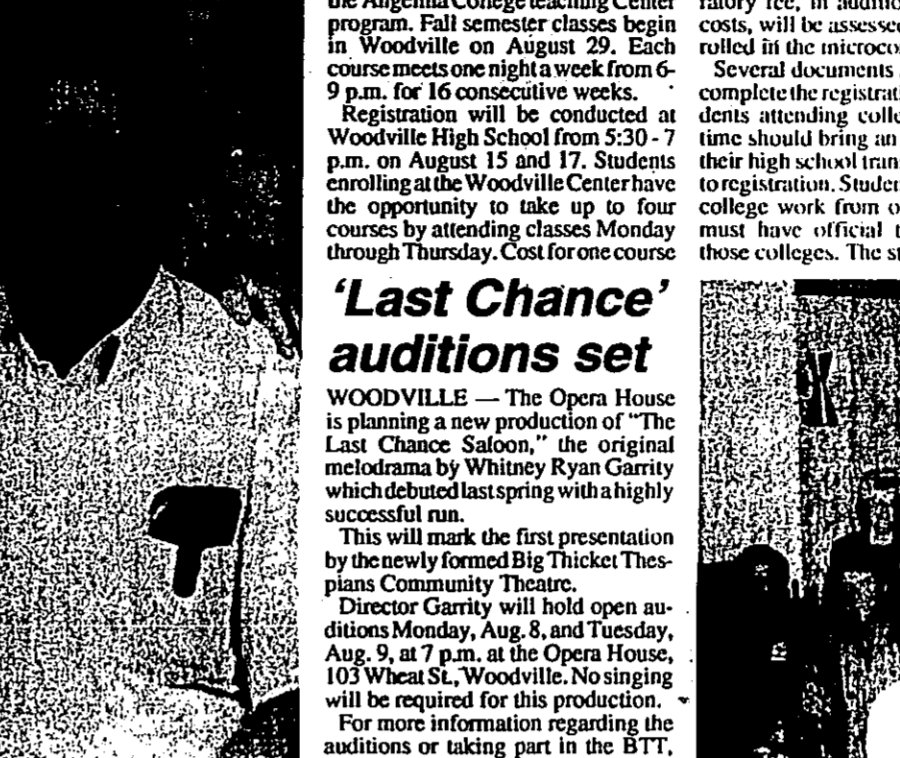 the Angelina College teaching Center
program. Fall semester classes begin
in Woodville on August 29. Each
course meets one night a week from 6-
9 p.m. for 16 consecutive weeks.
Registration will be conducted at
Woodville High School from 5:30 - 7
p.m. on August 15 and 17. Students
enrolling at the Woodville Center have
the opportunity to take up to four
courses by attending classes Monday
through Thursday. Cost for one course
'Last Chance'
auditions set
WOODVILLE — The Opera House
is planning a new production of "The
Last Chance Saloon," the original
melodrama by Whitney Ryan Garrity
which debuted last spring with a highly
successful run.
This will mark the first presentation
by the newly formed Big Thicket Thes-
pians Community Theatre.
Director Garrity will hold open au-
ditions Monday, Aug. 8, and Tuesday,
Aug. 9, at 7 p.m. at the Opera House,
103 Wheat St., Woodville. No singing
will be required for this production.
For more information regarding the
auditions or taking part in the BTT,
ratory fee, in
costs, will be assessed
rolled in the
Several documents
complete the
dents attending
time should bring an
their high school
to registration.
college work from
must have official
those colleges. The